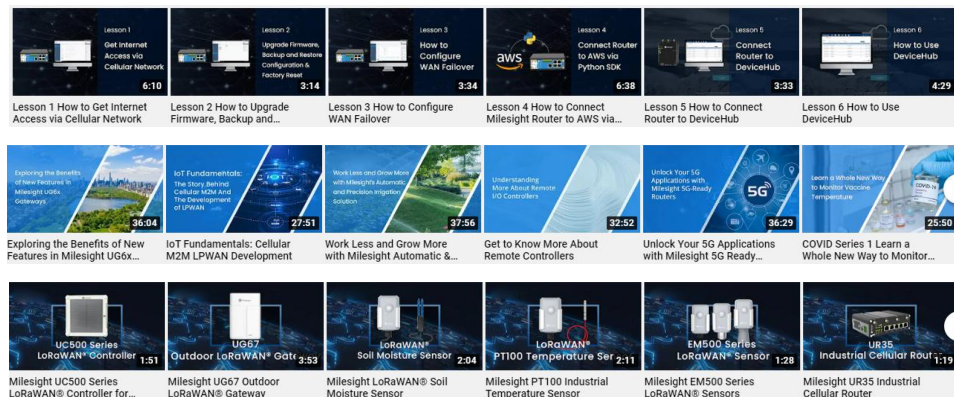 Lesson 1
Get Internet
Access via
Cellular Network
6:10
Lesson 1 How to Get Internet
Access via Cellular Network
Lesson 2
Upgrade Firmware,
Backup and Restore
Configuration &
Factory Reset
3:14
Lesson 2 How to Upgrade
Firmware, Backup and...
Lesson 3
How to
Configure
WAN Failover
3:34
Lesson 3 How to Configure
WAN Failover
aws
Lesson 4
Connect Router
to AWS via
Python SDK
6:38
Lesson 4 How to Connect
Milesight Router to AWS via...
Lesson 5
Connect
Router to
DeviceHub
3:33
Lesson 5 How to Connect
Router to DeviceHub
Lesson 6
How to Use
DeviceHub
4:29
Lesson 6 How to Use
DeviceHub
Exploring the Benefits
of New Features in
Milesight UG6x
Gateways
36:04
Exploring the Benefits of New
Features in Milesight UG6x...
IoT Fundamentals:
The Story Behind
Cellular M2M And
The Development
of LPWAN
IOT
27:51
IoT Fundamentals: Cellular
M2M LPWAN Development
Work Less and Grow More
with Milesight's Automatic
and Precision Irrigation
Solution
37:56
Work Less and Grow More
with Milesight Automatic &...
Understanding
More About Remote
I/O Controllers
32:52
Get to Know More About
Remote Controllers
Unlock Your 5G
Applications with
Milesight 5G-Ready
Routers
5G
36:29
Unlock Your 5G Applications
with Milesight 5G Ready...
Learn a Whole New Way
to Monitor Vaccine
Temperature
COVID-19
25:50
COVID Series 1 Learn a
Whole New Way to Monitor...
UC500 Series
LoRaWAN® Controller
1:51
Milesight UC500 Series
LoRaWAN® Controller for...
UG67
Outdoor LoRaWAN® Gate
3:53
Milesight UG67 Outdoor
LoRaWAN® Gateway
LoRaWAN®
Soil Moisture Sensor
2:04
Milesight LoRaWAN® Soil
Moisture Sensor
LoRaWAN®
PT100 Temperature Ser
2:11
Milesight PT100 Industrial
Temperature Sensor
EM500 Series
LoRaWAN® Sensor
1:28
Milesight EM500 Series
LoRaWAN® Sensors
UR35
Industrial Cellular Rout
1:19
Milesight UR35 Industrial
Cellular Router